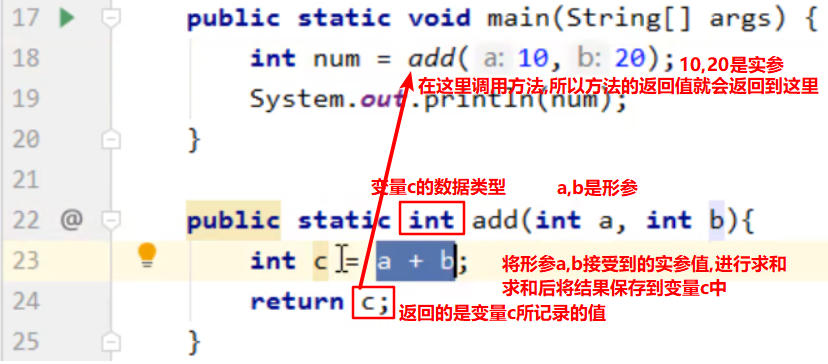 17 public static void main(String[] args) {
18 int num = add( a: 10, b: 20);
10,20是实参
在这里调用方法,所以方法的返回值就会返回到这里
19 System.out.println(num);
20 }
21
变量c的数据类型 a,b是形参
22 @ public static int add(int a, int b){
23 int c = a + b;
将形参a,b接受到的实参值,进行求和
求和后将结果保存到变量c中
24 return c;
返回的是变量c所记录的值
25 }